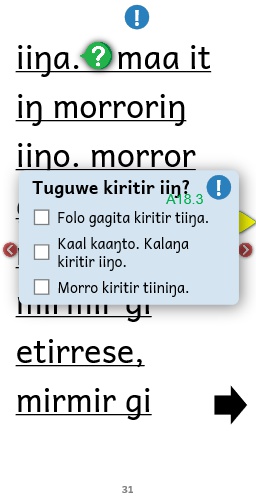 iiŋa. ? maa it
iŋ morroriŋ
iiŋo. morror
Tuguwe kiritir iiŋ?
A18.3
Folo gagita kiritir tiiŋa.
Kaal kaaŋto. Kalaŋa
kiritir iiŋo.
Morro kiritir tiiniŋa.
mirmir gi
etirrese,
mirmir gi
31